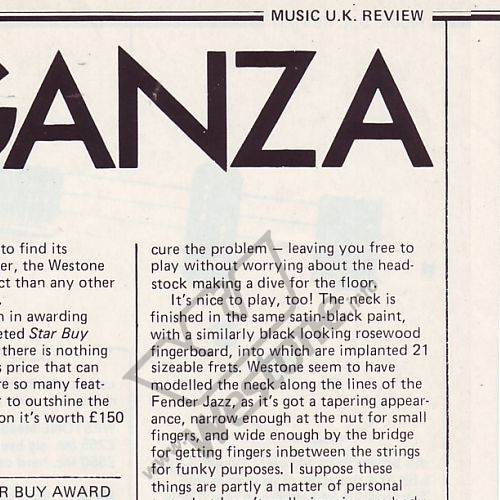 MUSIC U.K. REVIEW
GANZA
to find its
er, the Westone
ct than any other
n in awarding
eted Star Buy
there is nothing
s price that can
re so many feat-
r to outshine the
on it's worth £150
R BUY AWARD
cure the problem — leaving you free to
play without worrying about the head-
stock making a dive for the floor.
It's nice to play, too! The neck is
finished in the same satin-black paint,
with a similarly black looking rosewood
fingerboard, into which are implanted 21
sizeable frets. Westone seem to have
modelled the neck along the lines of the
Fender Jazz, as it's got a tapering appear-
ance, narrow enough at the nut for small
fingers, and wide enough by the bridge
for getting fingers inbetween the strings
for funky purposes. I suppose these
things are partly a matter of personal